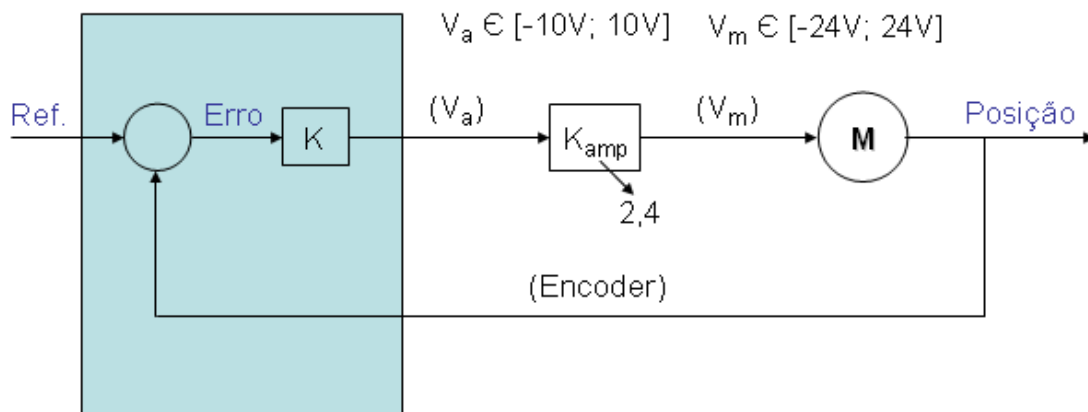 Va Є [-10V; 10V] Vm Є [-24V; 24V]
Ref.
Erro
K
(Va)
Kamp
2,4
(Vm)
M
Posição
(Encoder)